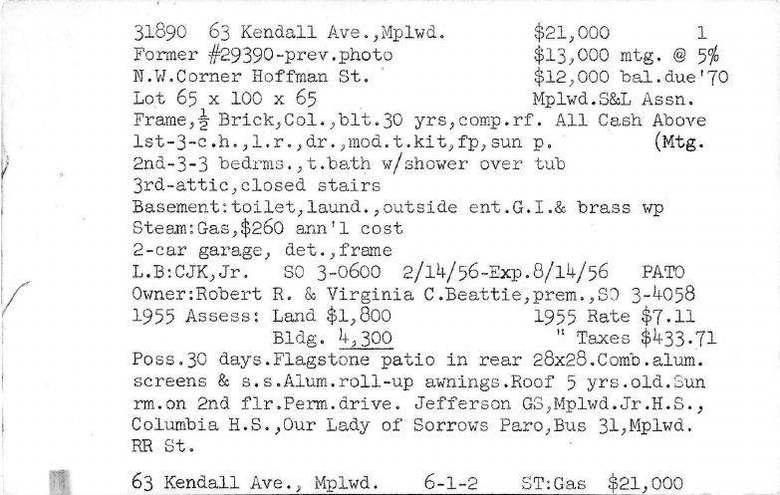 31890 63 Kendall Ave.,Mplwd. $21,000 1
Former #29390-prev.photo $13,000 mtg. @ 5%
N.W.Corner Hoffman St. $12,000 bal.due'70
Lot 65 x 100 x 65 Mplwd.S&L Assn.
Frame,½ Brick,Col.,blt.30 yrs,comp.rf. All Cash Above
1st-3-c.h.,l.r.,dr.,mod.t.kit,fp,sun p. (Mtg.
2nd-3-3 bedrms.,t.bath w/shower over tub
3rd-attic,closed stairs
Basement:toilet,laund.,outside ent.G.I.& brass wp
Steam:Gas,$260 ann'l cost
2-car garage, det.,frame
L.B:CJK,Jr. SO 3-0600 2/14/56-Exp.8/14/56 PATO
Owner:Robert R. & Virginia C.Beattie,prem.,SO 3-4058
1955 Assess: Land $1,800 1955 Rate $7.11
Bldg. 4,300 " Taxes $433.71
Poss.30 days.Flagstone patio in rear 28x28.Comb.alum.
screens & s.s.Alum.roll-up awnings.Roof 5 yrs.old.Sun
rm.on 2nd flr.Perm.drive. Jefferson GS,Mplwd.Jr.H.S.,
Columbia H.S.,Our Lady of Sorrows Paro,Bus 31,Mplwd.
RR St.
63 Kendall Ave., Mplwd. 6-1-2 ST:Gas $21,000